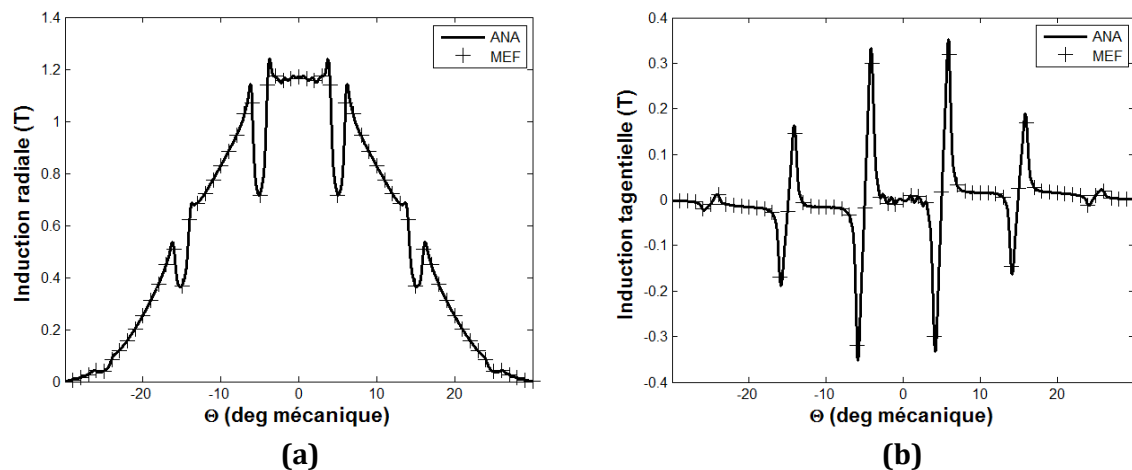 1.4
1.2
1
0.8
0.6
0.4
0.2
0
-20
-10
0
10
20
Induction radiale (T)
Θ (deg mécanique)
ANA
MEF
(a)
0.4
0.3
0.2
0.1
0
-0.1
-0.2
-0.3
-0.4
-20
-10
0
10
20
Induction tagentielle (T)
Θ (deg mécanique)
ANA
MEF
(b)